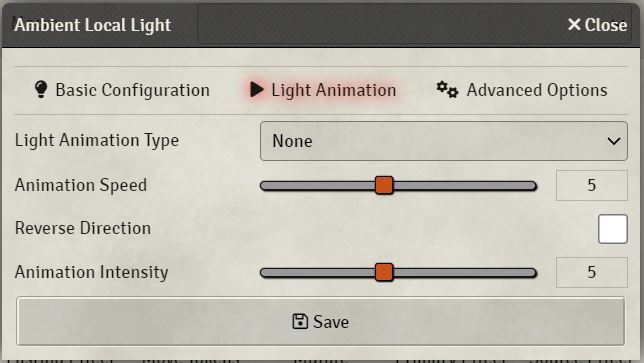 Ambient Local Light
Close
Basic Configuration
Light Animation
Advanced Options
Light Animation Type
None
Animation Speed
5
Reverse Direction
Animation Intensity
5
Save